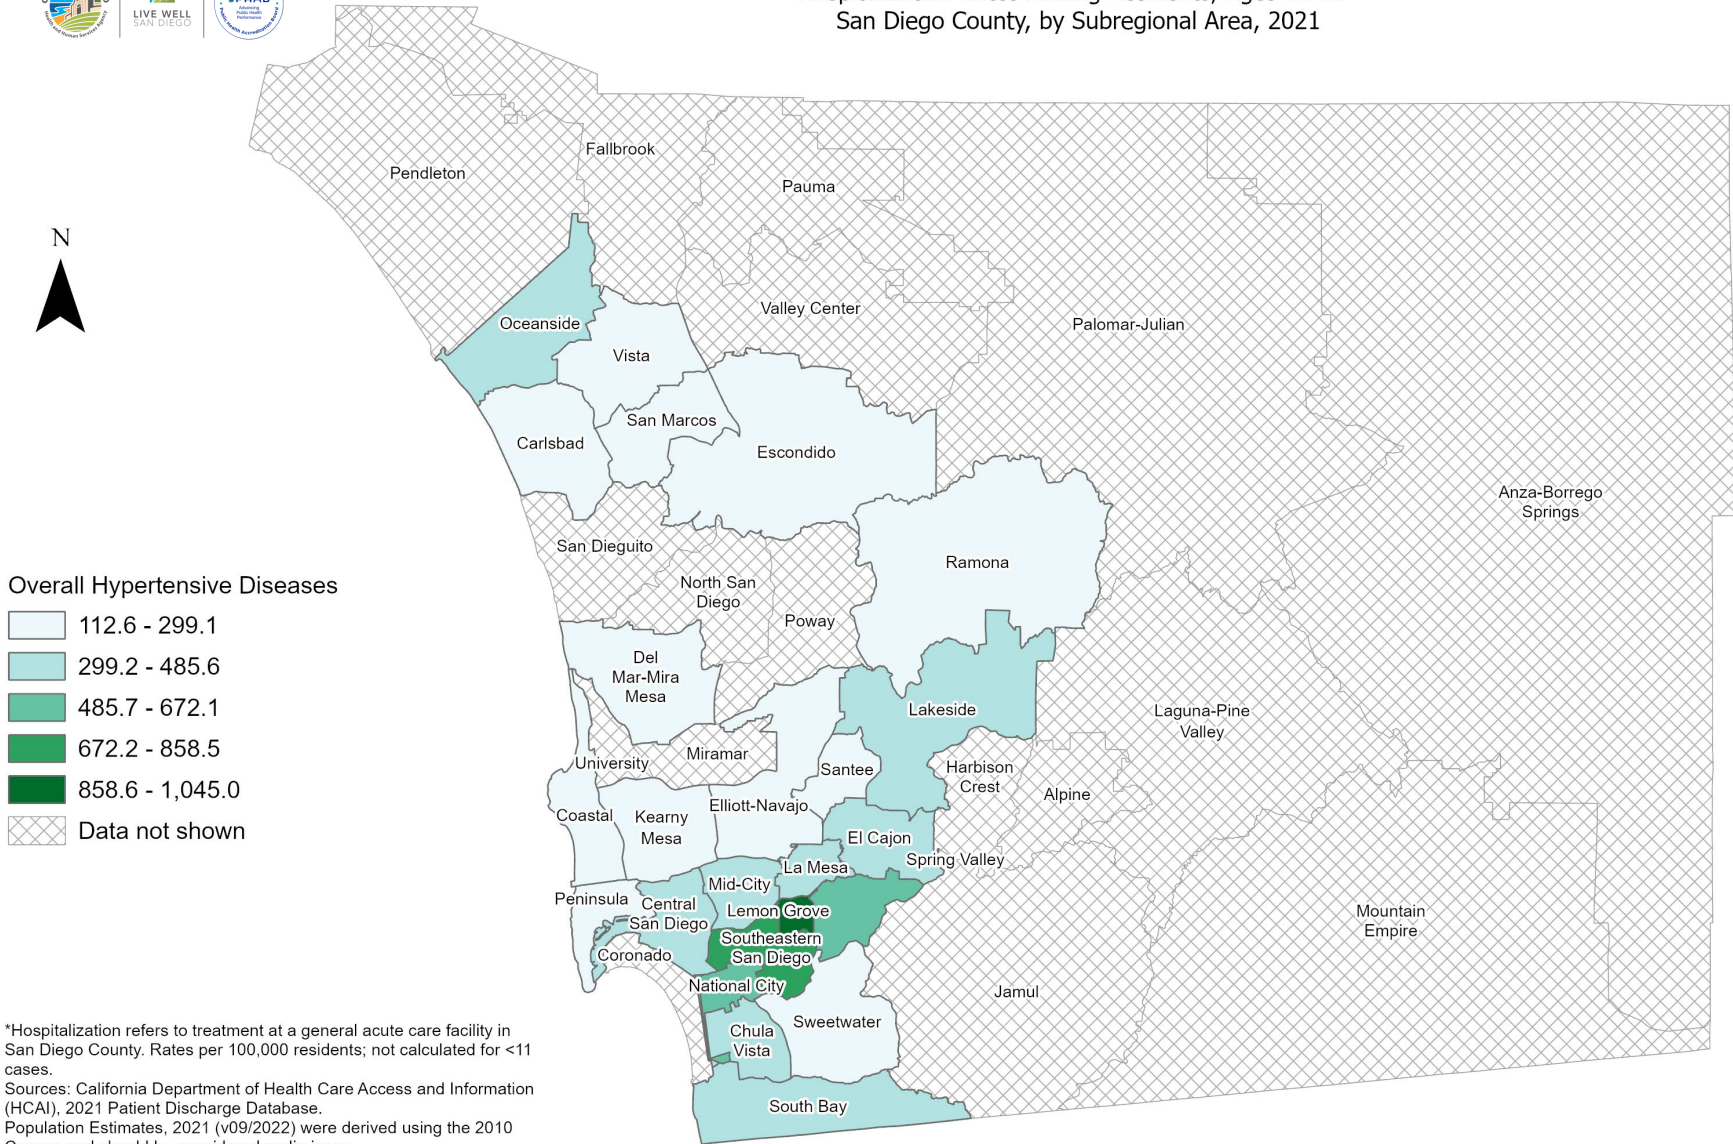 LIVE WELL
SAN DIEGO
Advancing
Public Health
Performance
San Diego County, by Subregional Area, 2021
N
Fallbrook
Pendleton
Pauma
Valley Center
Oceanside
Palomar-Julian
Vista
San Marcos
Carlsbad
Escondido
Anza-Borrego
Springs
San Dieguito
Ramona
North San
Diego
Poway
Del
Mar-Mira
Mesa
Lakeside
Laguna-Pine
Valley
Miramar
University
Santee
Harbison
Crest
Alpine
Elliott-Navajo
Coastal
Kearny
Mesa
El Cajon
Spring Valley
La Mesa
Mid-City
Peninsula
Central
San Diego
Lemon Grove
Mountain
Empire
Southeastern
San Diego
Coronado
National City
Jamul
Sweetwater
Chula
Vista
South Bay
Overall Hypertensive Diseases
112.6 - 299.1
299.2 - 485.6
485.7 - 672.1
672.2 - 858.5
858.6 - 1,045.0
Data not shown
*Hospitalization refers to treatment at a general acute care facility in
San Diego County. Rates per 100,000 residents; not calculated for <11
cases.
Sources: California Department of Health Care Access and Information
(HCAI), 2021 Patient Discharge Database.
Population Estimates, 2021 (v09/2022) were derived using the 2010